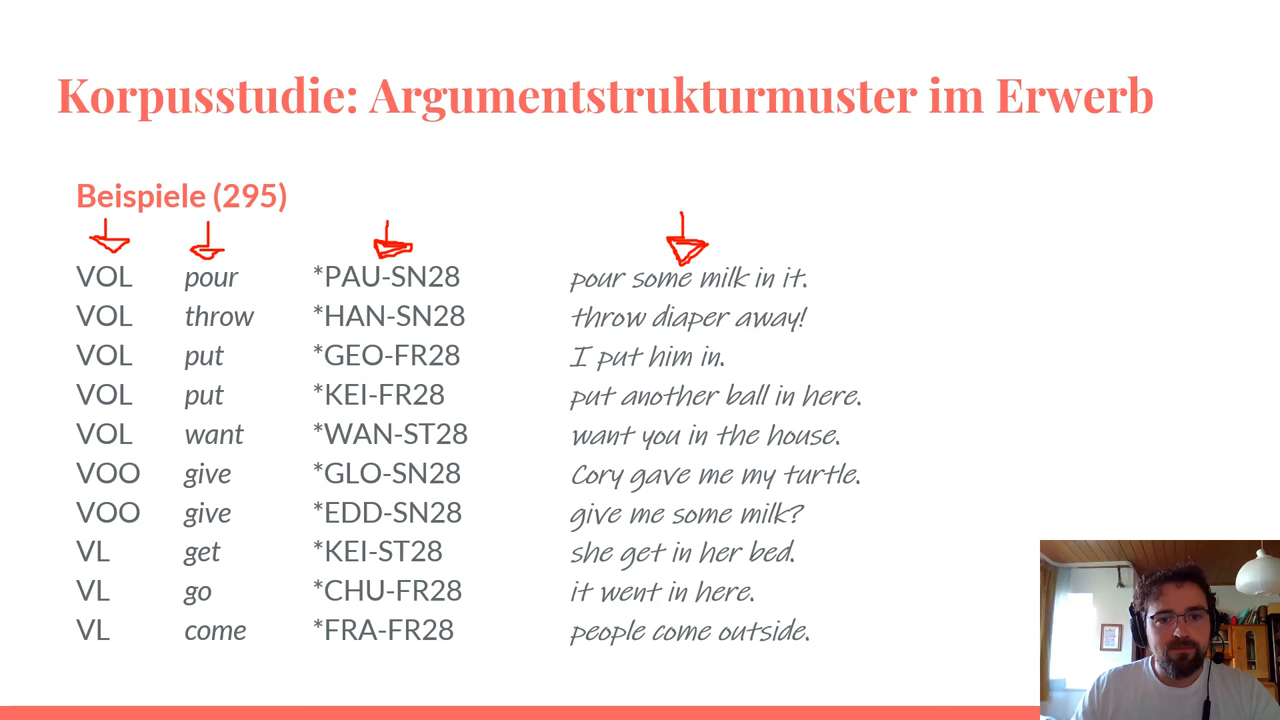 Korpusstudie: Argumentstrukturmuster im Erwerb
Beispiele (295)
VOL pour *PAU-SN28 pour some milk in it.
VOL throw *HAN-SN28 throw diaper away!
VOL put *GEO-FR28 I put him in.
VOL put *KEI-FR28 put another ball in here.
VOL want *WAN-ST28 want you in the house.
VOO give *GLO-SN28 Cory gave me my turtle.
VOO give *EDD-SN28 give me some milk?
VL get *KEI-ST28 she get in her bed.
VL go *CHU-FR28 it went in here.
VL come *FRA-FR28 people come outside.